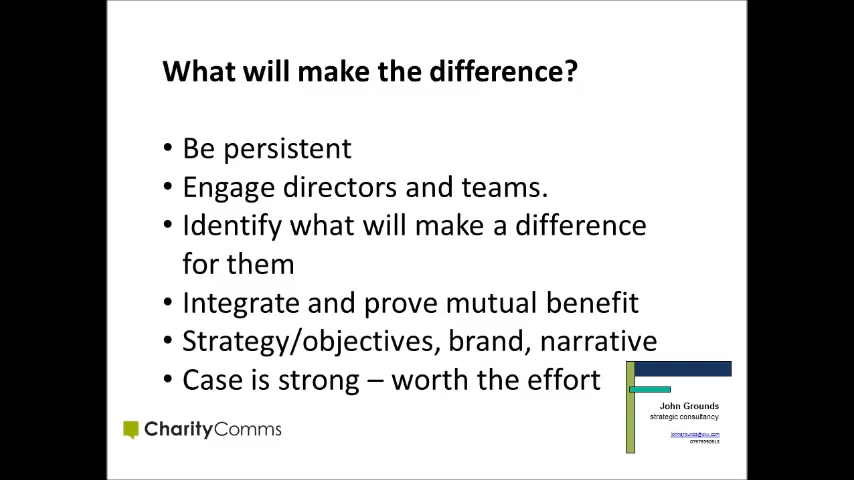 What will make the difference?
• Be persistent
• Engage directors and teams.
• Identify what will make a difference
for them
• Integrate and prove mutual benefit
• Strategy/objectives, brand, narrative
• Case is strong – worth the effort
CharityComms
John Grounds
strategic consultancy